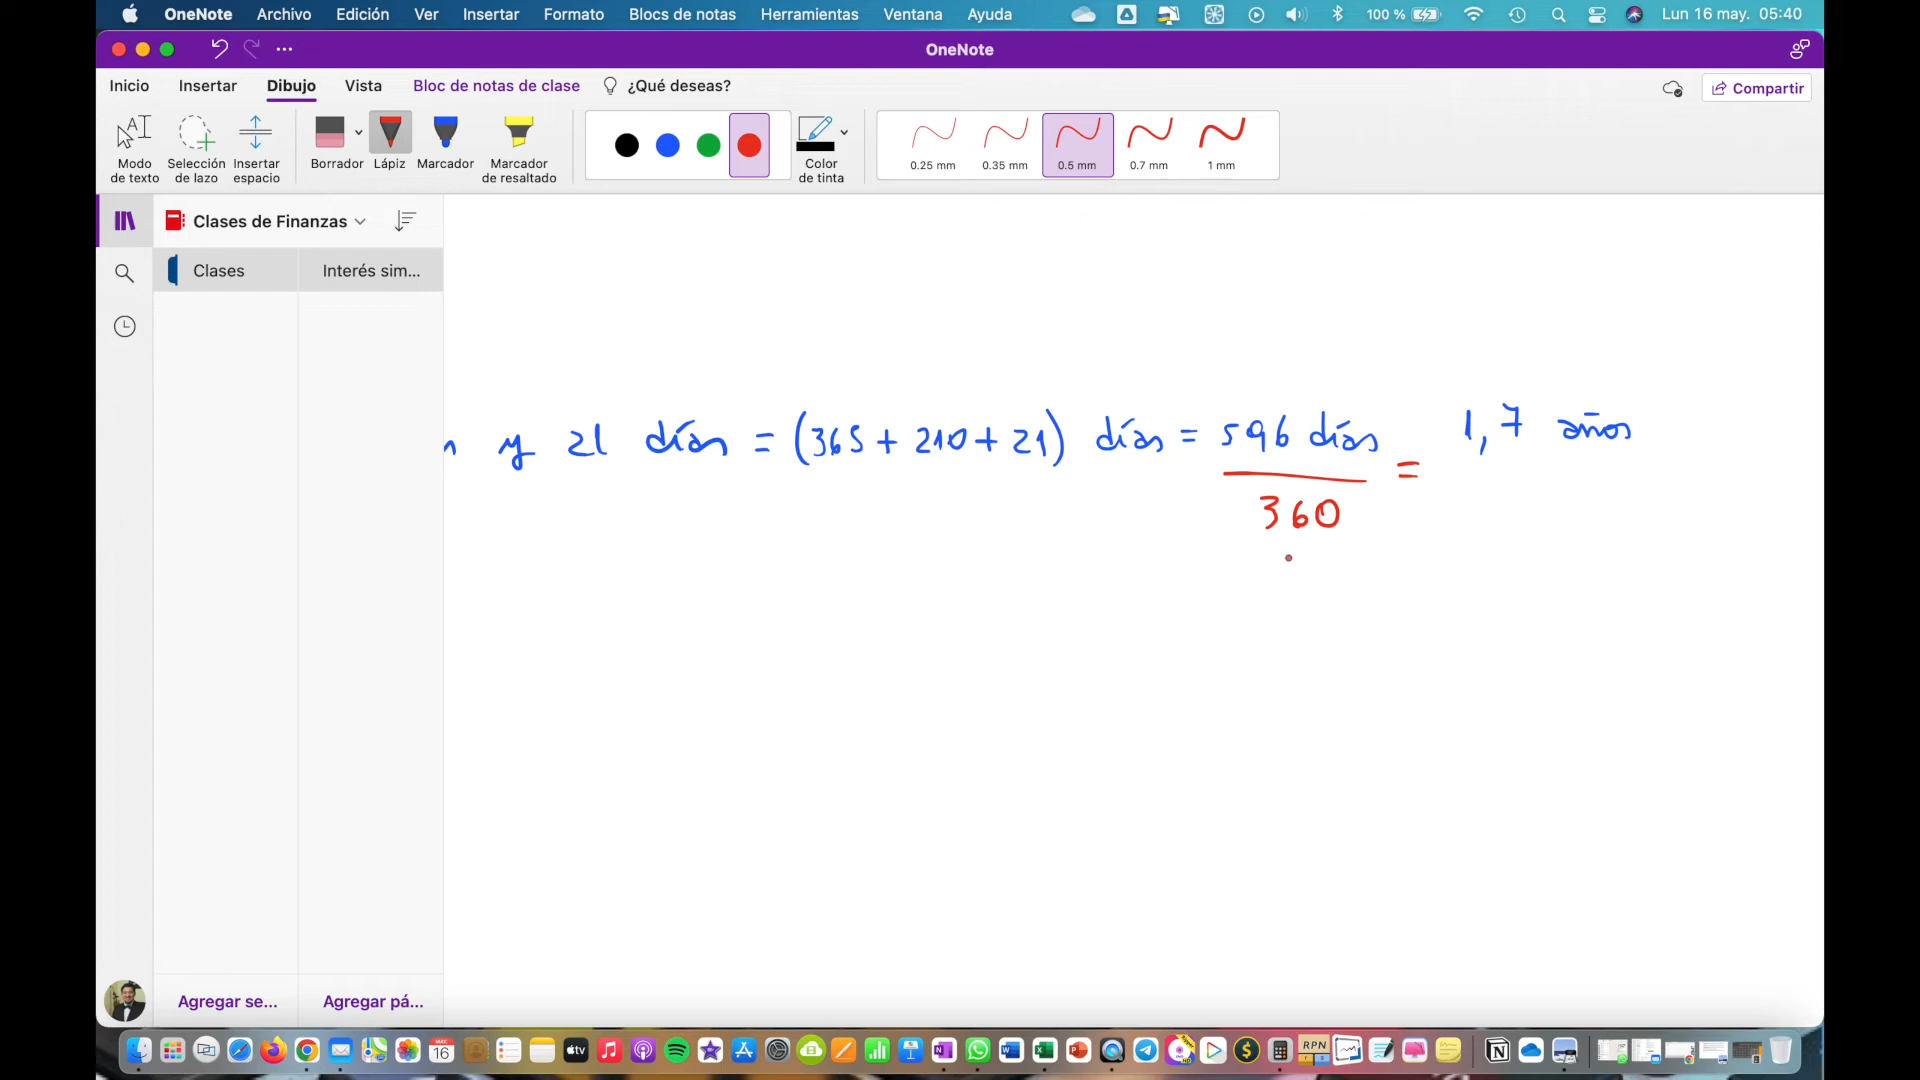 OneNote Archivo Edición Ver Insertar Formato Blocs de notas Herramientas Ventana Ayuda 100 % Lun 16 may. 05:40
OneNote
Inicio Insertar Dibujo Vista Bloc de notas de clase ¿Qué deseas? Compartir
Modo de texto
Selección de lazo
Insertar espacio
Borrador
Lápiz
Marcador
Marcador de resaltado
Color de tinta
0.25 mm 0.35 mm 0.5 mm 0.7 mm 1 mm
Clases de Finanzas
Clases Interés sim...
y 21 días = (365 + 210 + 21) días = 596 días 1,7 años
=
360
Agregar se... Agregar pá...
MAY. 16 tv RPN